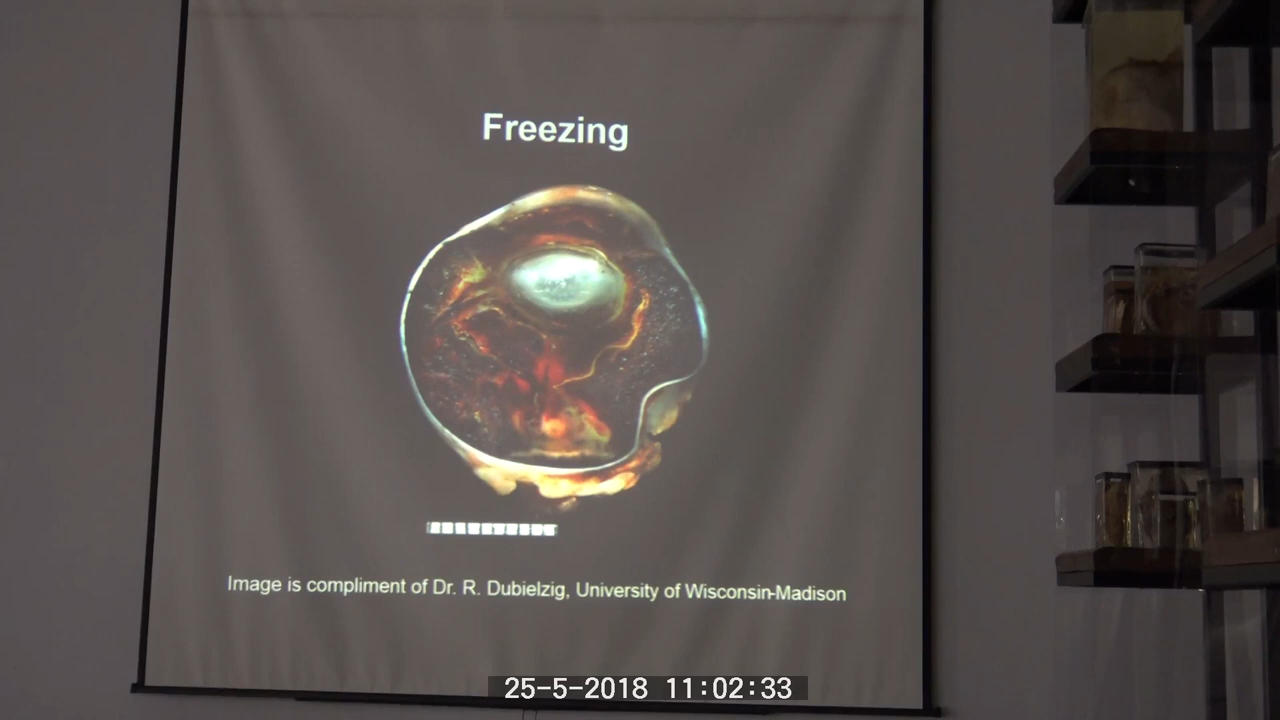 Freezing
Image is compliment of Dr. R. Dubielzig, University of Wisconsin-Madison
25-5-2018 11:02:33